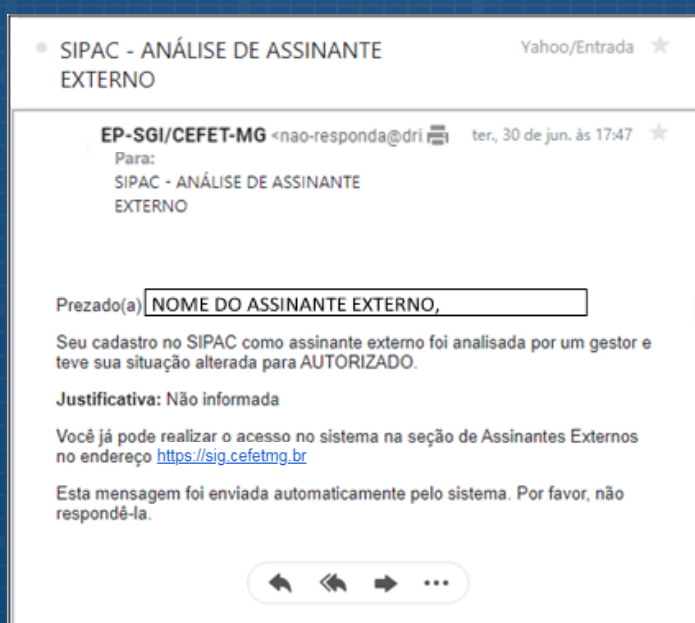 SIPAC - ANÁLISE DE ASSINANTE
EXTERNO
Yahoo/Entrada
EP-SGI/CEFET-MG <nao-responda@dri
ter., 30 de jun. às 17:47
Para:
SIPAC - ANÁLISE DE ASSINANTE
EXTERNO
Prezado(a) NOME DO ASSINANTE EXTERNO,
Seu cadastro no SIPAC como assinante externo foi analisada por um gestor e
teve sua situação alterada para AUTORIZADO.
Justificativa: Não informada
Você já pode realizar o acesso no sistema na seção de Assinantes Externos
no endereço https://sig.cefetmg.br
Esta mensagem foi enviada automaticamente pelo sistema. Por favor, não
respondê-la.